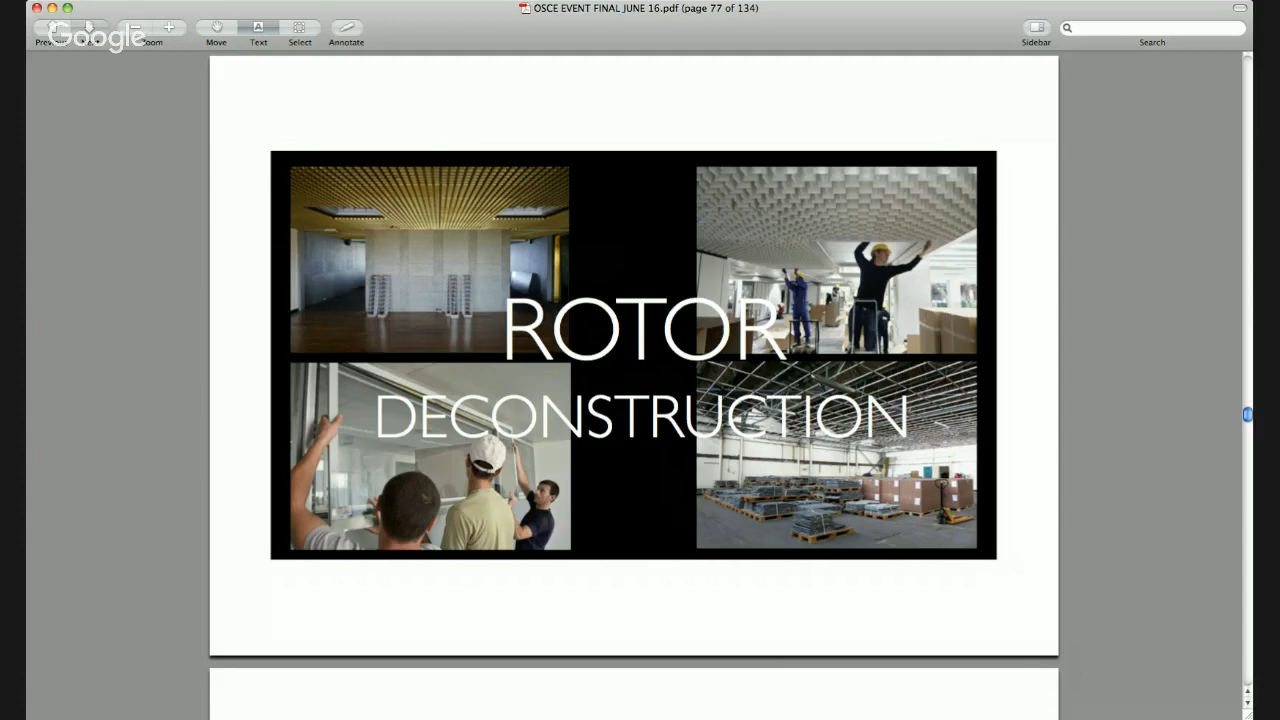 OSCE EVENT FINAL JUNE 16.pdf (page 77 of 134)
Google
Zoom
Move
Text
Select
Annotate
Sidebar
Search
A
ROTOR
DECONSTRUCTION